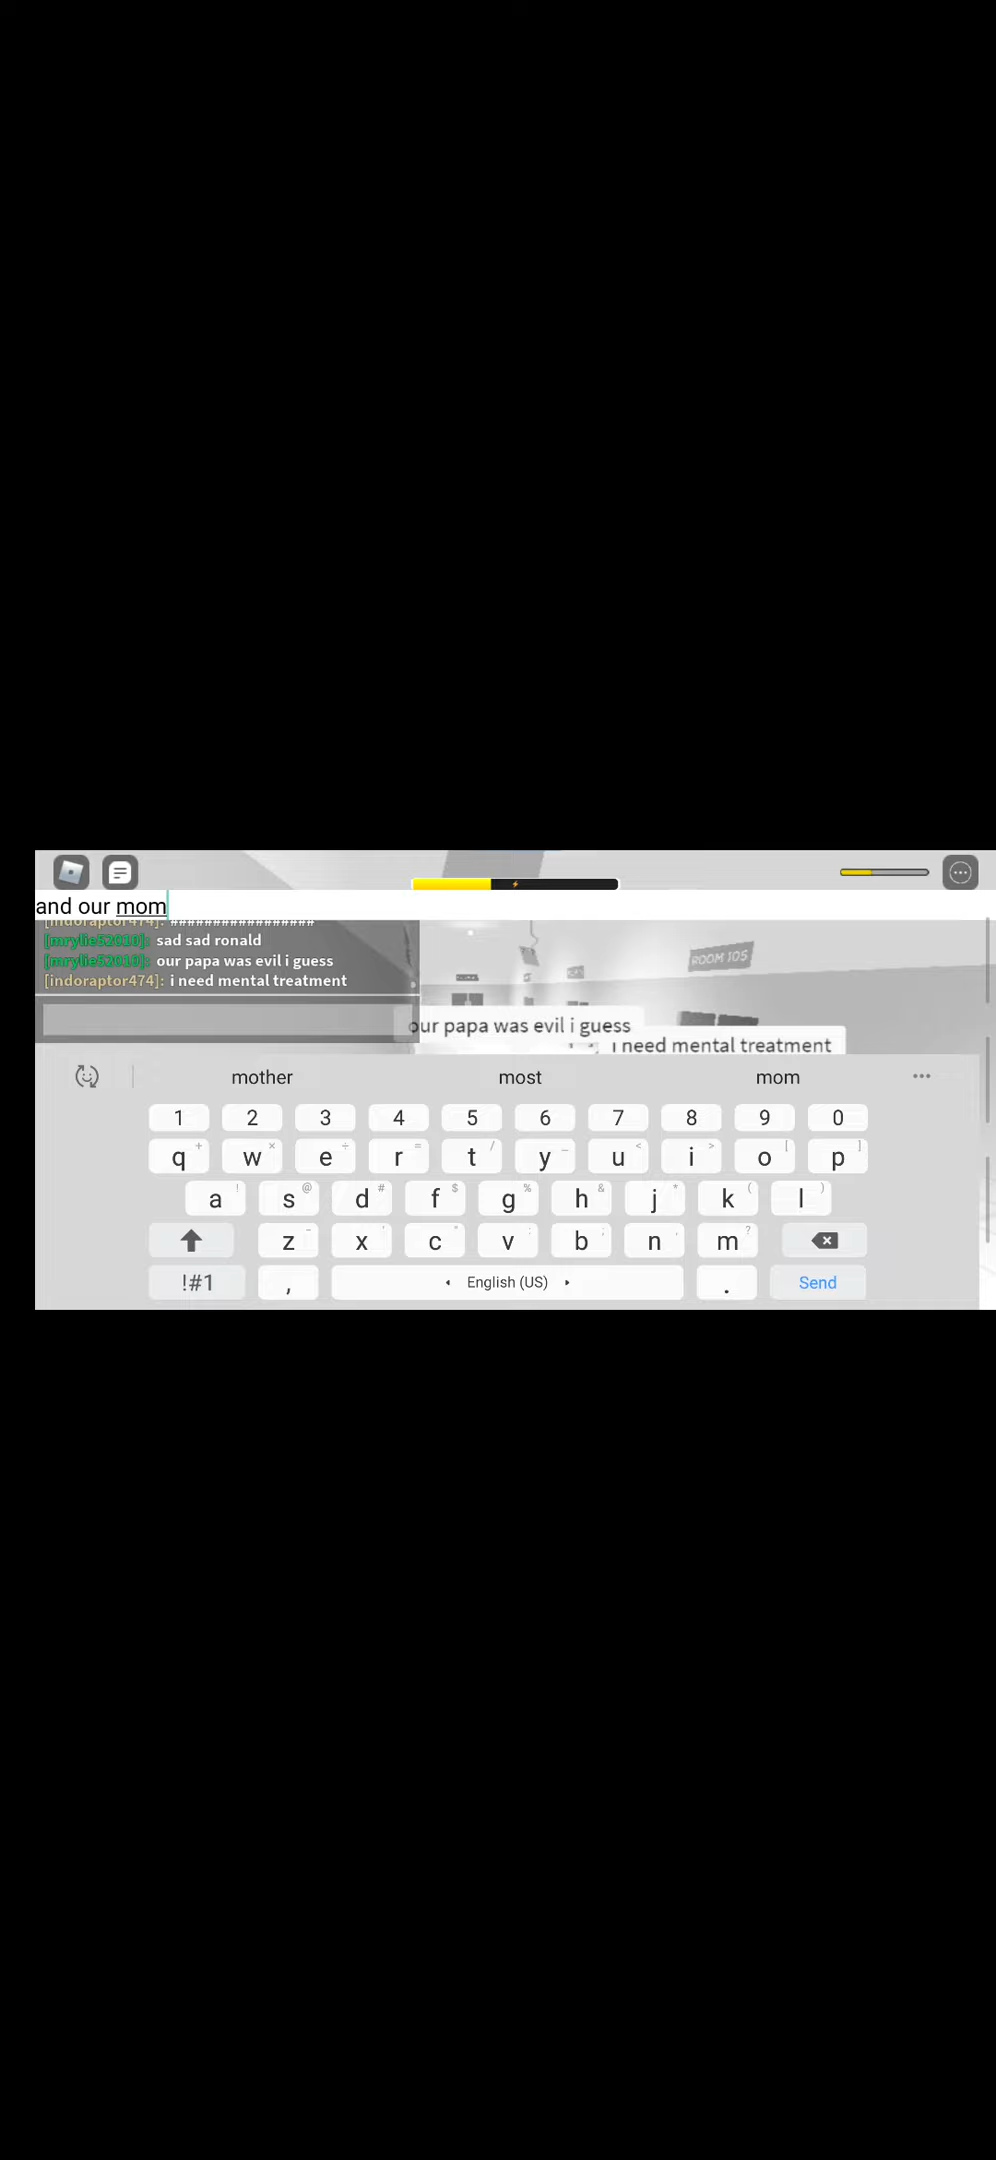 and our mom
[indoraptor474]: #################
[mrylie52010]: sad sad ronald
[mrylie52010]: our papa was evil i guess
[indoraptor474]: i need mental treatment
ROOM 105
our papa was evil i guess
i need mental treatment
mother most mom
1 2 3 4 5 6 7 8 9 0
q w e r t y u i o p
a s d f g h j k l
z x c v b n m
!#1 , English (US) . Send